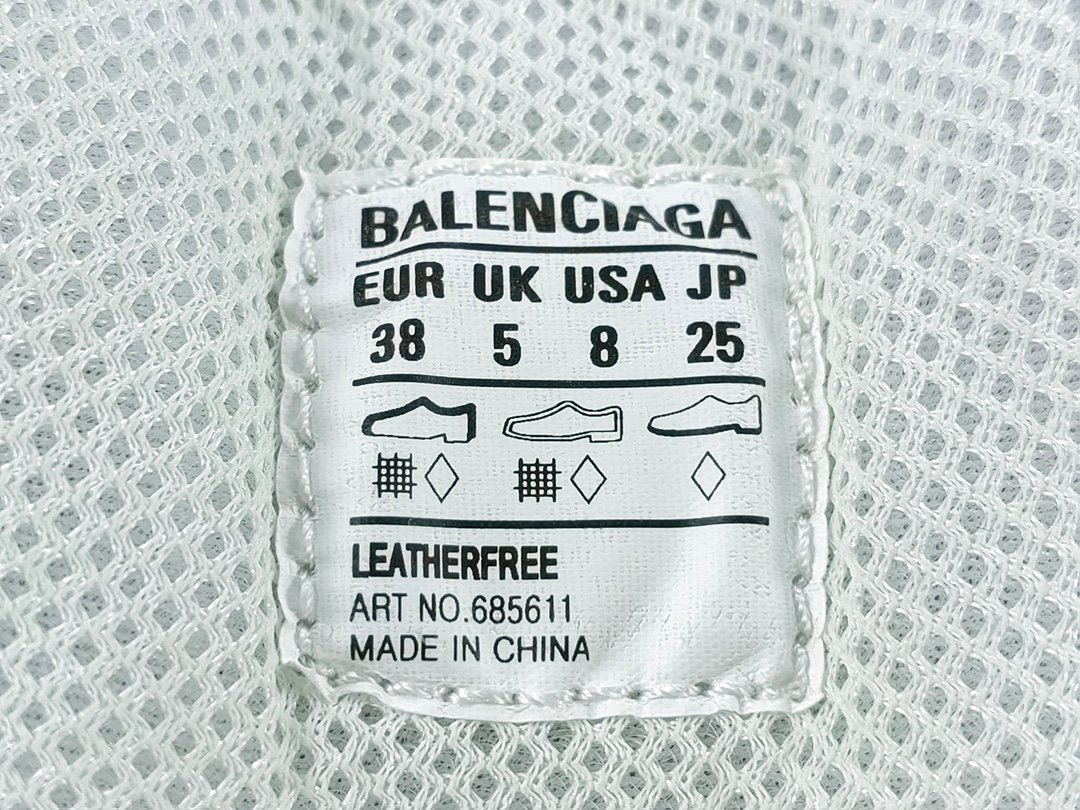 BALENCIAGA
EUR UK USA JP
38 5 8 25
LEATHERFREE
ART NO.685611
MADE IN CHINA